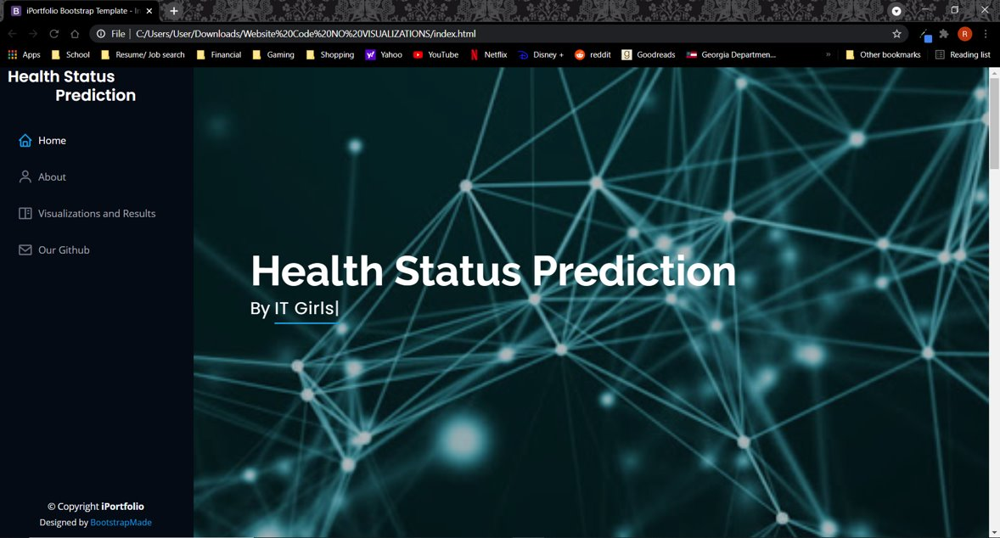 iPortfolio Bootstrap Template - In
File | C:/Users/User/Downloads/Website%20Code%20NO%20VISUALIZATIONS/index.html
R
Apps School Resume/ Job search Financial Gaming Shopping Yahoo YouTube Netflix Disney + reddit Goodreads Georgia Departmen... » Other bookmarks Reading list
Health Status
Prediction
Home
About
Visualizations and Results
Our Github
Health Status Prediction
By IT Girls|
© Copyright iPortfolio
Designed by BootstrapMade